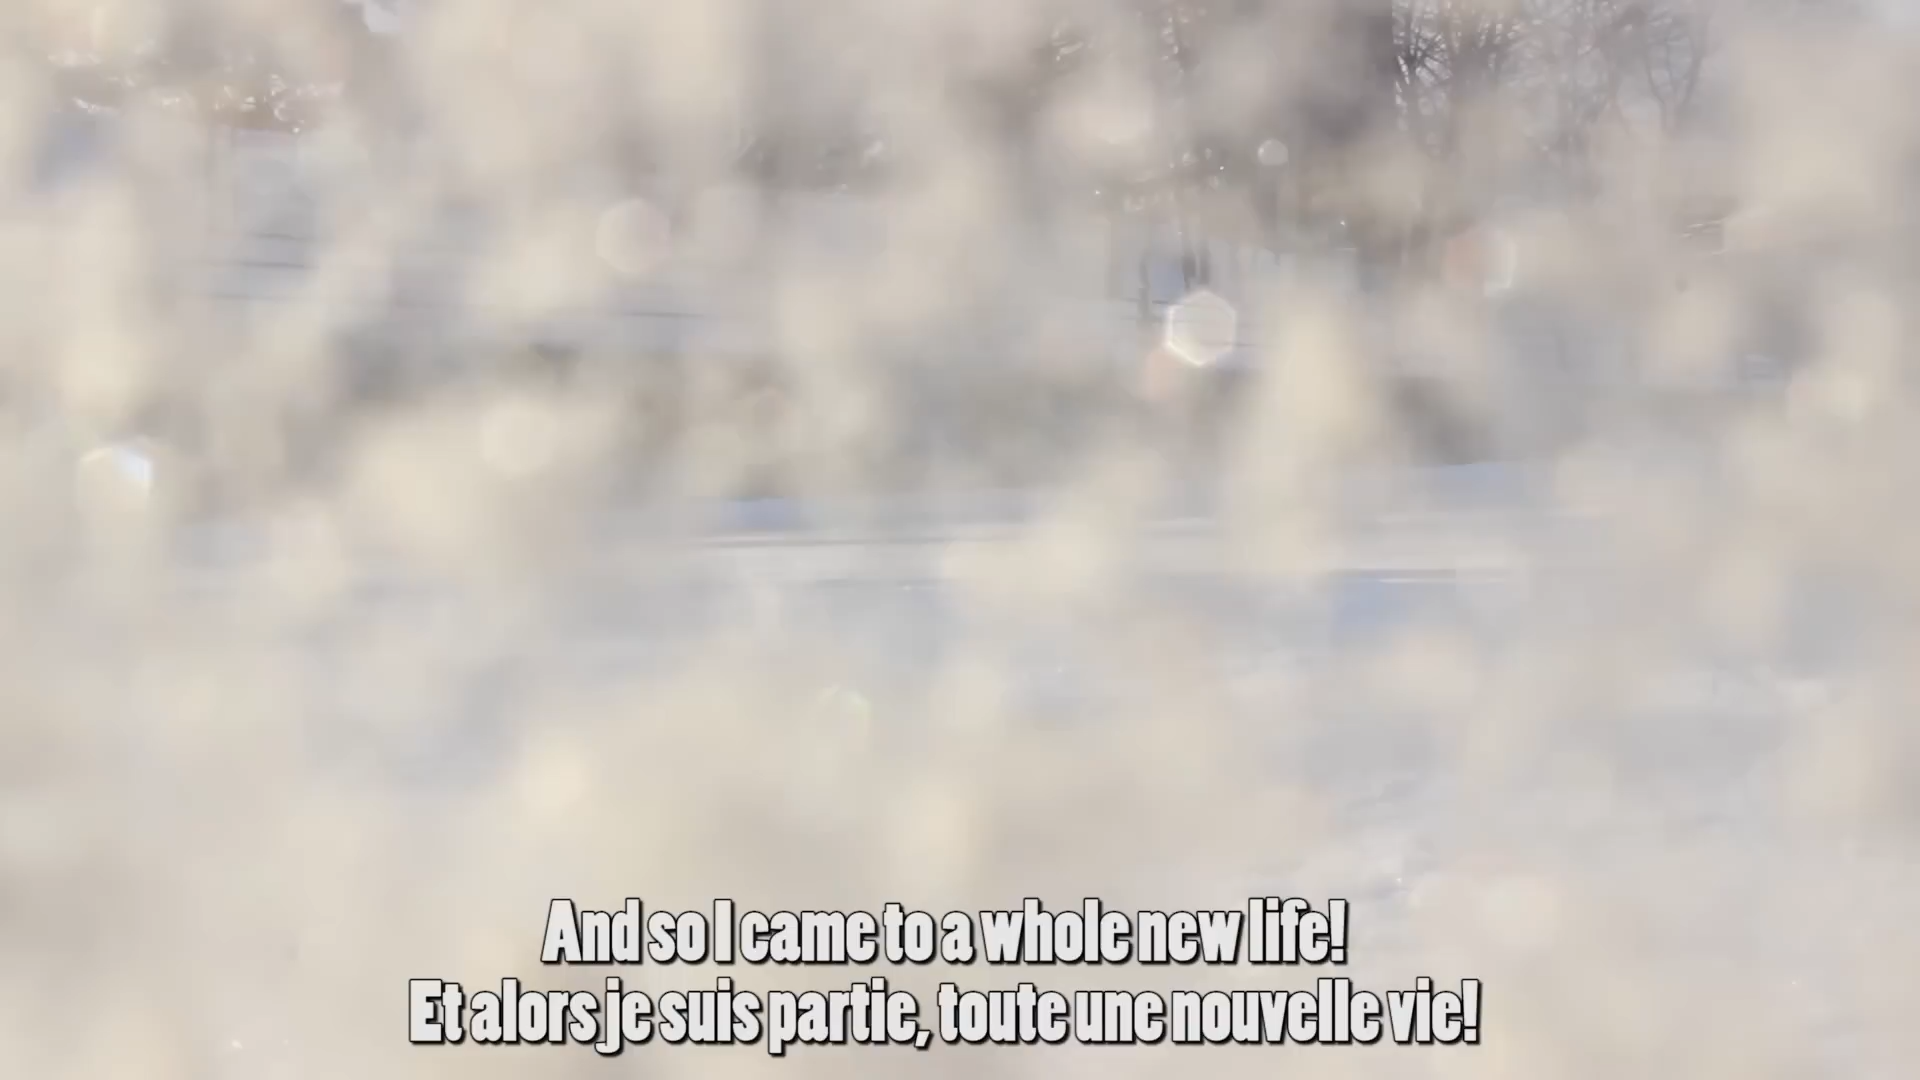 And so I came to a whole new life!
Et alors je suis partie, toute une nouvelle vie!